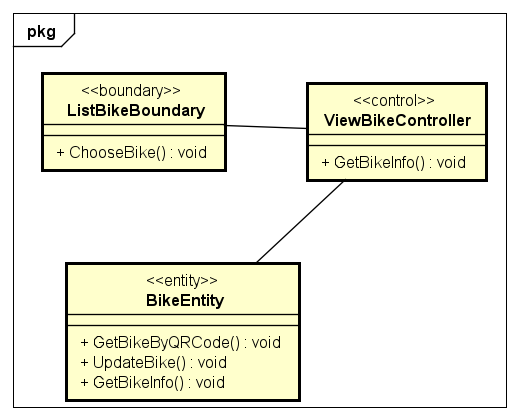 pkg
<<boundary>>
ListBikeBoundary
+ ChooseBike() : void
<<control>>
ViewBikeController
+ GetBikeInfo() : void
<<entity>>
BikeEntity
+ GetBikeByQRCode() : void
+ UpdateBike() : void
+ GetBikeInfo() : void